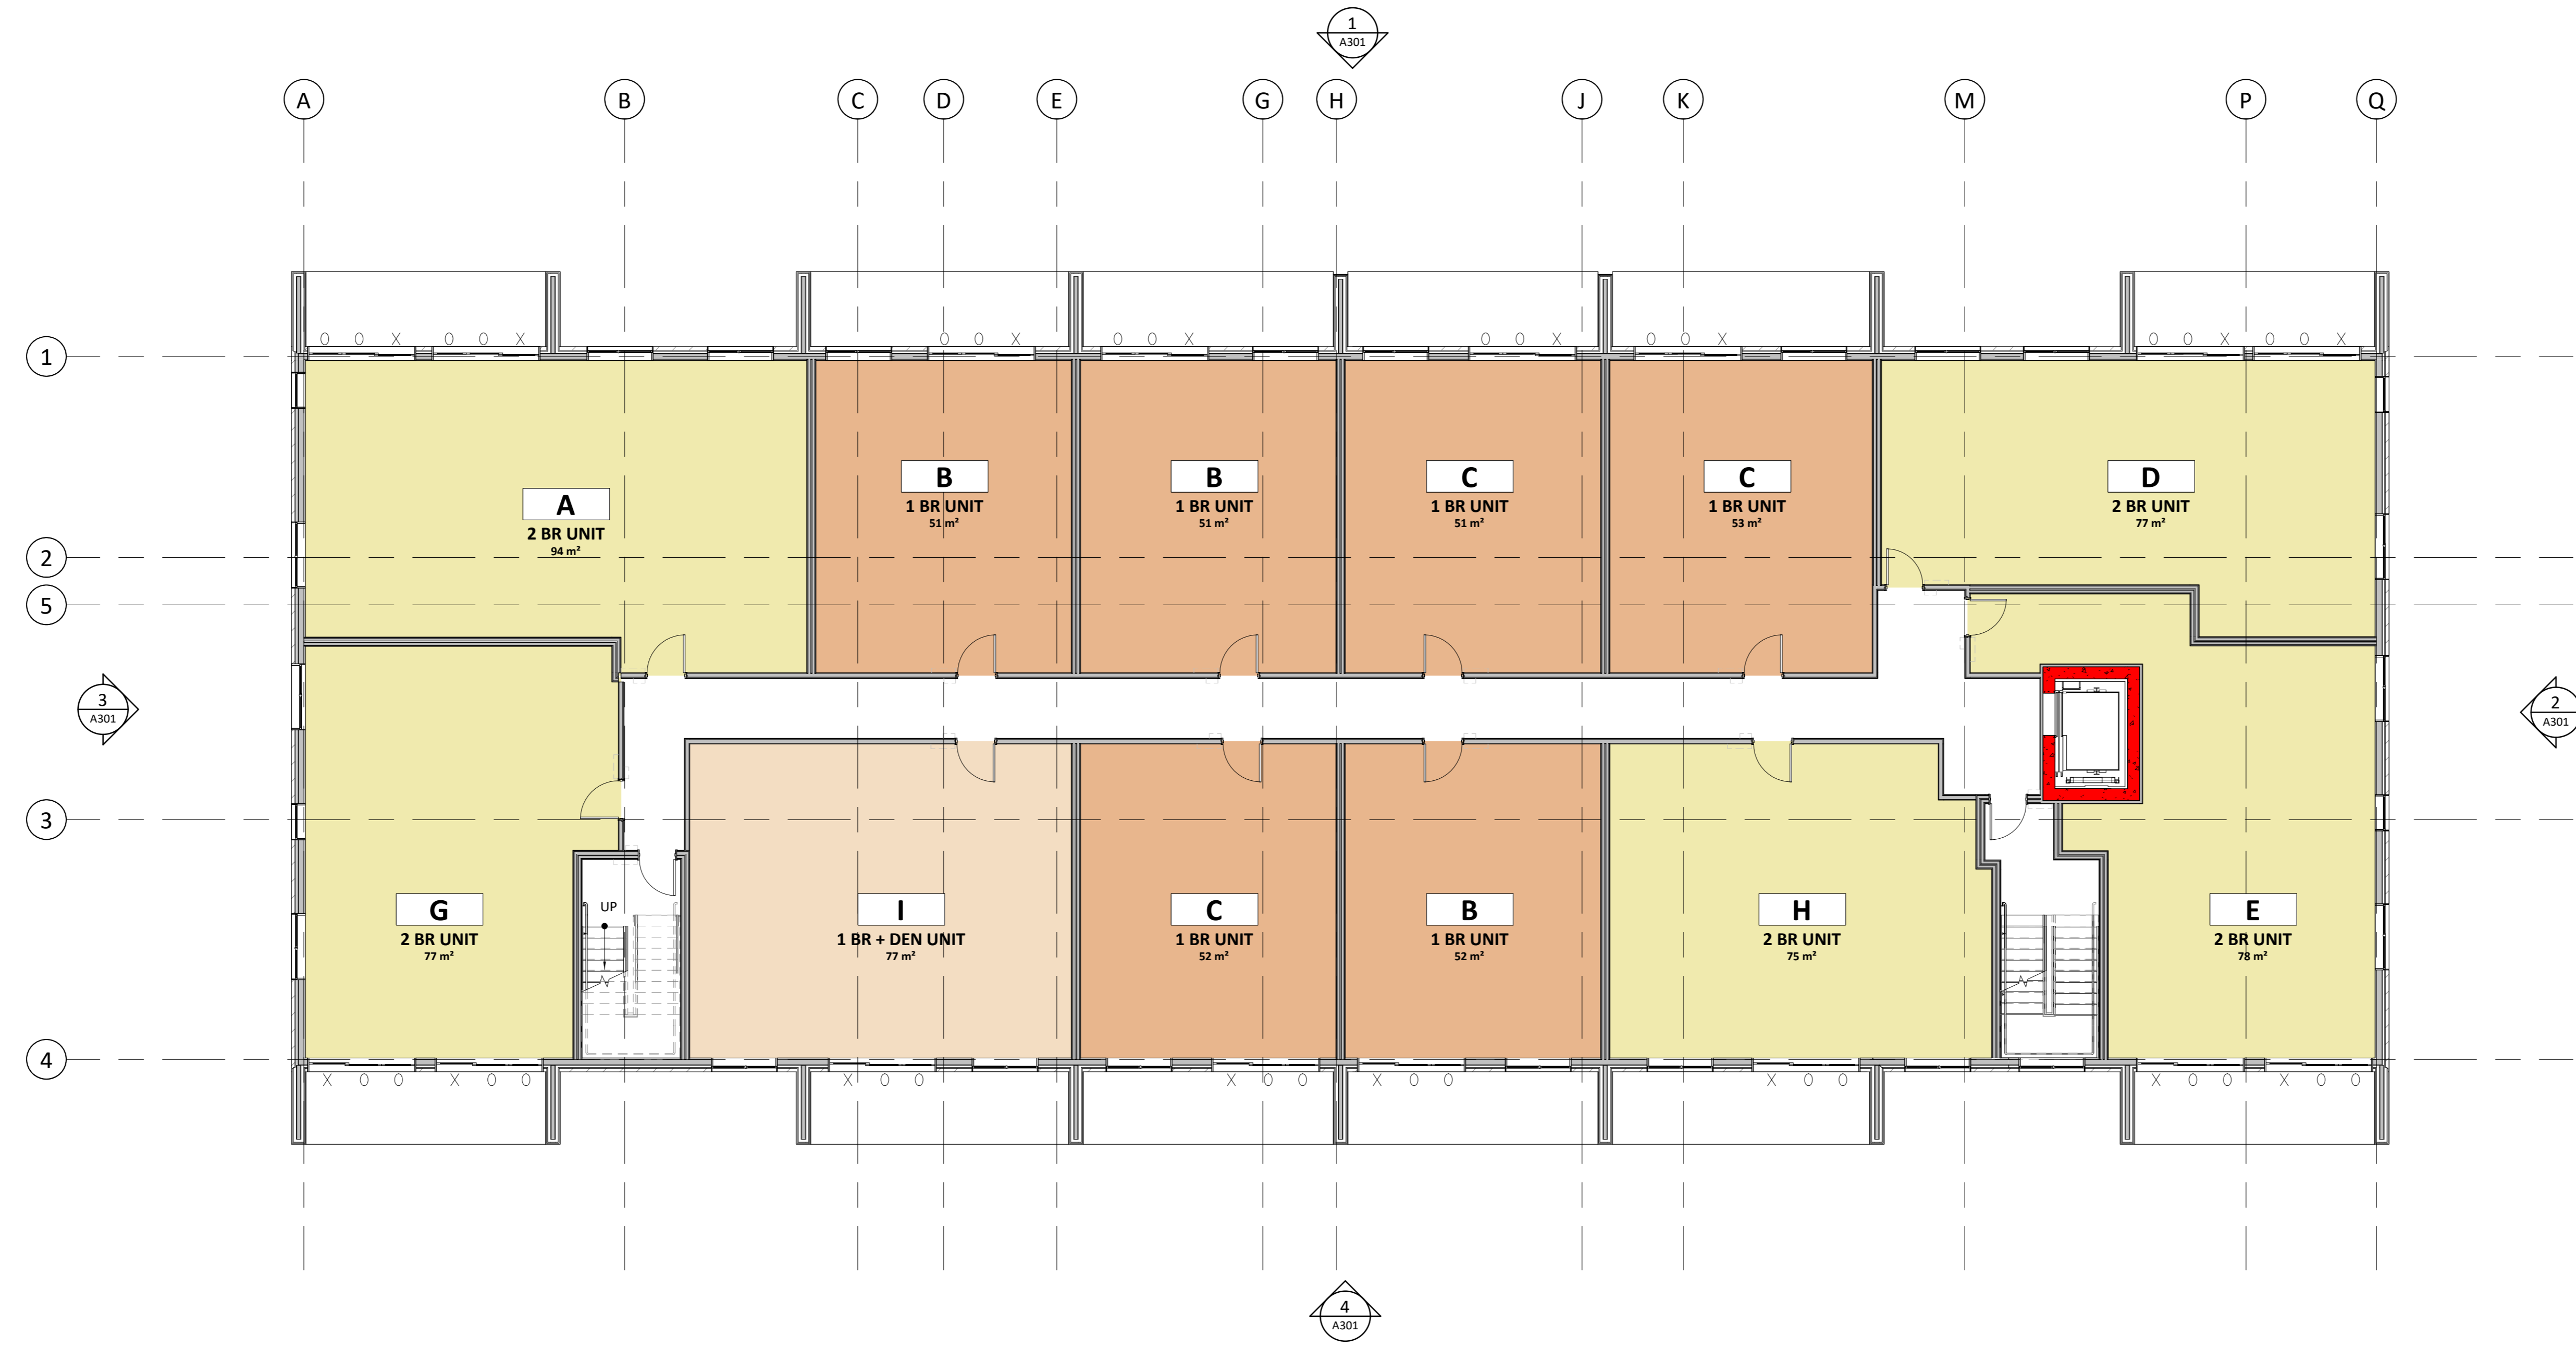 1
A301
A B C D E G H J K M P Q
O O X O O X O O X O O X O O X O O X O O X O O X
1
A
2 BR UNIT
94 m²
B
1 BR UNIT
51 m²
B
1 BR UNIT
51 m²
C
1 BR UNIT
51 m²
C
1 BR UNIT
53 m²
D
2 BR UNIT
77 m²
2
5
3
A301
2
A301
3
G
2 BR UNIT
77 m²
UP
I
1 BR + DEN UNIT
77 m²
C
1 BR UNIT
52 m²
B
1 BR UNIT
52 m²
H
2 BR UNIT
75 m²
E
2 BR UNIT
78 m²
4
X O O X O O X O O X O O X O O X O O X O O X O O
4
A301